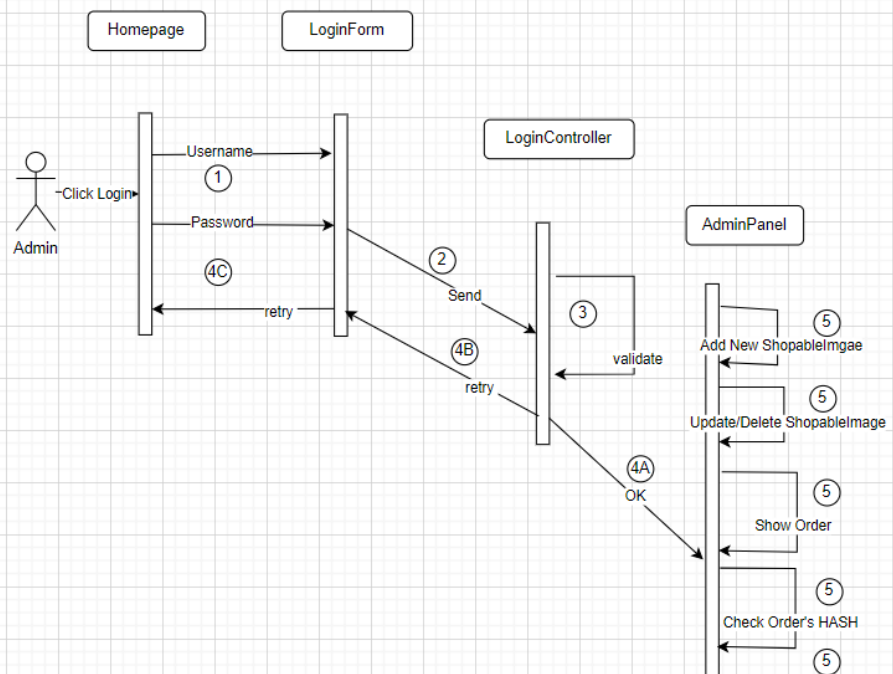 Homepage
LoginForm
LoginController
AdminPanel
Username
1
Click Login
Password
Admin
2
Send
4C
retry
3
validate
4B
retry
4A
OK
5
Add New ShopableImgae
5
Update/Delete ShopableImage
5
Show Order
5
Check Order's HASH
5